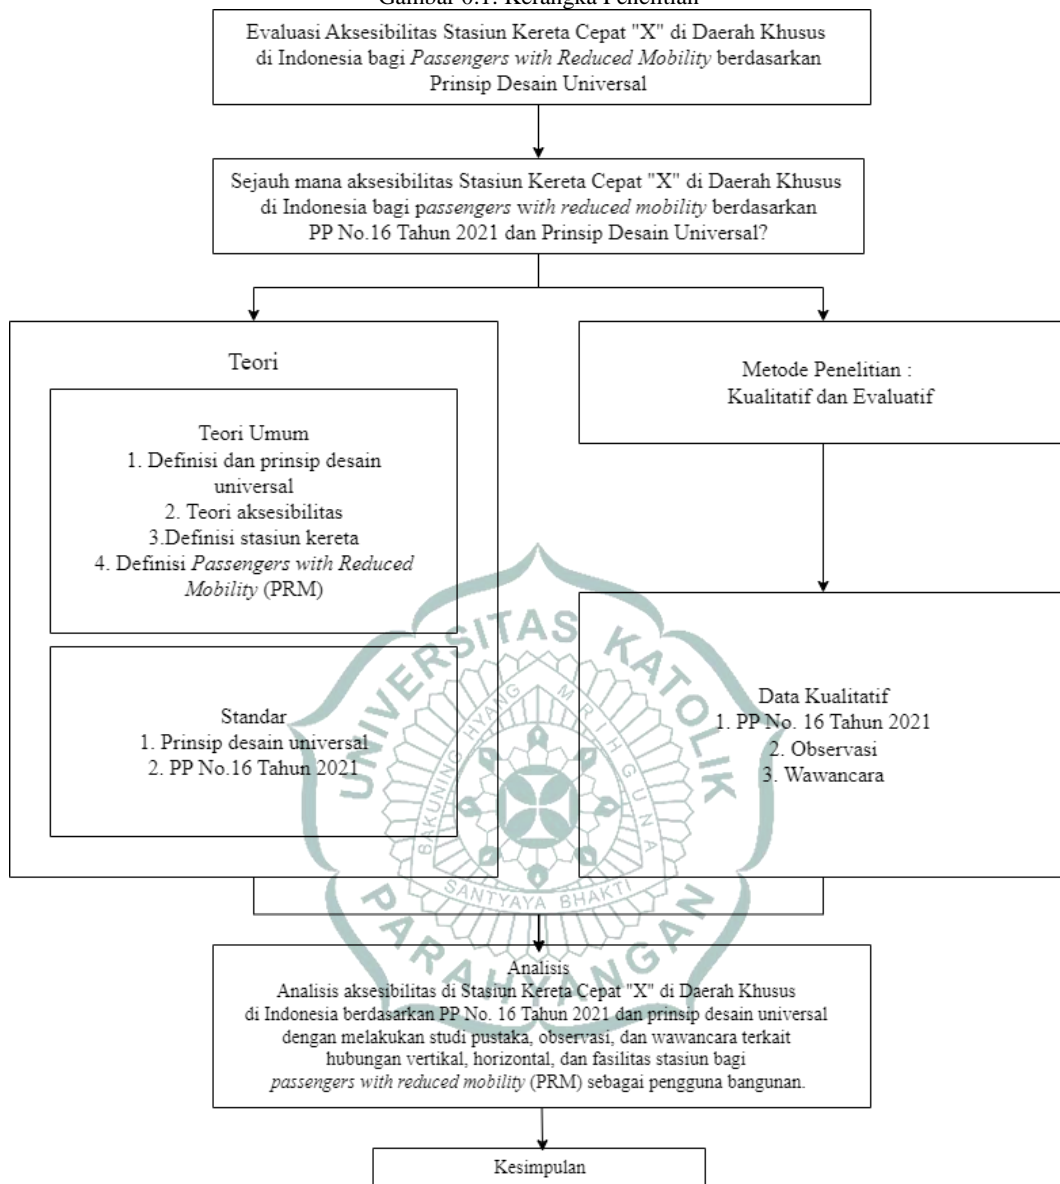 Gambar 0.1. Kerangka Penelitian
Evaluasi Aksesibilitas Stasiun Kereta Cepat "X" di Daerah Khusus
di Indonesia bagi Passengers with Reduced Mobility berdasarkan
Prinsip Desain Universal
Sejauh mana aksesibilitas Stasiun Kereta Cepat "X" di Daerah Khusus
di Indonesia bagi passengers with reduced mobility berdasarkan
PP No.16 Tahun 2021 dan Prinsip Desain Universal?
Teori
Teori Umum
1. Definisi dan prinsip desain
universal
2. Teori aksesibilitas
3.Definisi stasiun kereta
4. Definisi Passengers with Reduced
Mobility (PRM)
Standar
1. Prinsip desain universal
2. PP No.16 Tahun 2021
Metode Penelitian :
Kualitatif dan Evaluatif
Data Kualitatif
1. PP No. 16 Tahun 2021
2. Observasi
3. Wawancara
UNIVERSITAS KATOLIK
PARAHYANGAN
BAKUNING HYANG MRIH GUNA
SANTYAYA BHAKTI
Analisis
Analisis aksesibilitas di Stasiun Kereta Cepat "X" di Daerah Khusus
di Indonesia berdasarkan PP No. 16 Tahun 2021 dan prinsip desain universal
dengan melakukan studi pustaka, observasi, dan wawancara terkait
hubungan vertikal, horizontal, dan fasilitas stasiun bagi
passengers with reduced mobility (PRM) sebagai pengguna bangunan.
Kesimpulan